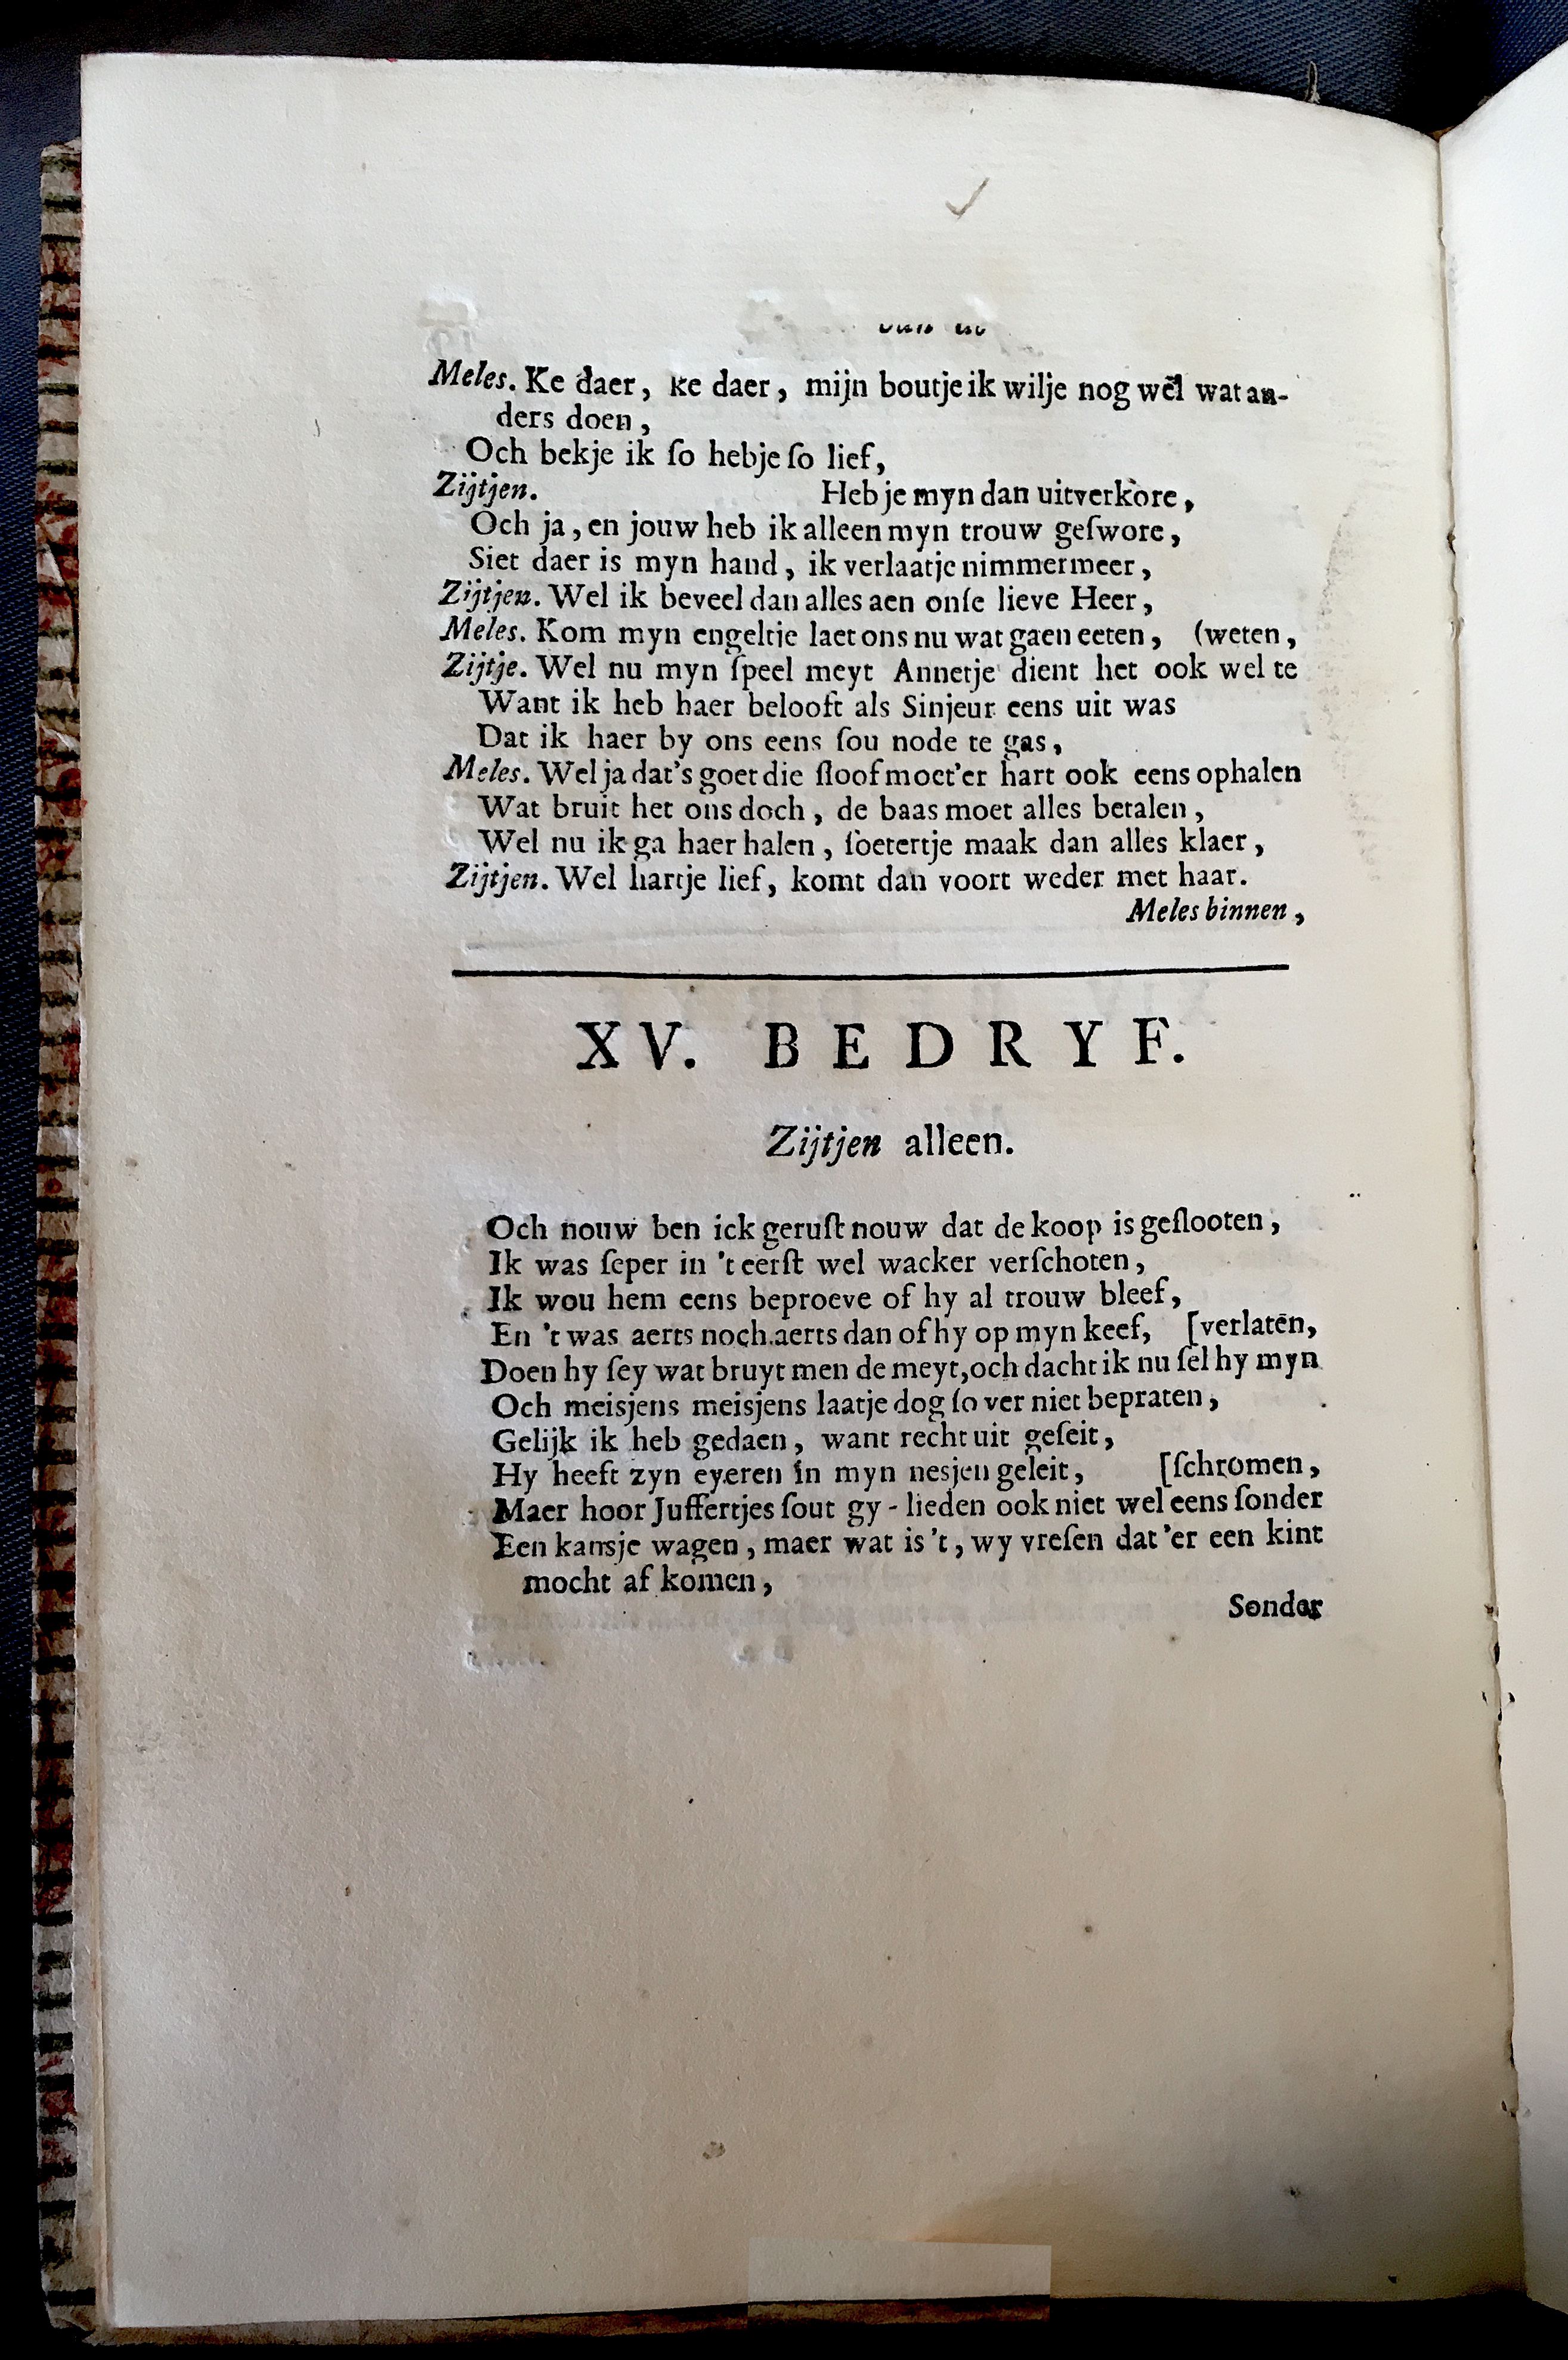 Meles. Ke daer, ke daer, mijn boutje ik wilje nog wel wat an-
ders doen,
Och bekje ik ſo hebje ſo lief,
Zijtjen. Heb je myn dan uitverkore,
Och ja, en jouw heb ik alleen myn trouw geſwore,
Siet daer is myn hand, ik verlaatje nimmermeer,
Zijtjen. Wel ik beveel dan alles aen onſe lieve Heer,
Meles. Kom myn engeltje laet ons nu wat gaen eeten, (weten,
Zijtje. Wel nu myn ſpeel meyt Annetje dient het ook wel te
Want ik heb haer belooft als Sinjeur eens uit was
Dat ik haer by ons eens ſou node te gas,
Meles. Wel ja dat's goet die ſloof moet'er hart ook eens ophalen
Wat bruit het ons doch, de baas moet alles betalen,
Wel nu ik ga haer halen, ſoetertje maak dan alles klaer,
Zijtjen. Wel hartje lief, komt dan voort weder met haar.
Meles binnen,
XV. BEDRYF.
Zijtjen alleen.
Och nouw ben ick geruſt nouw dat de koop is geſlooten,
Ik was ſeper in 't eerſt wel wacker verſchoten,
Ik wou hem eens beproeve of hy al trouw bleef,
En 't was aerts noch aerts dan of hy op myn keef, [verlaten,
Doen hy ſey wat bruyt men de meyt, och dacht ik nu ſel hy myn
Och meisjens meisjens laatje dog ſo ver niet bepraten,
Gelijk ik heb gedaen, want recht uit geſeit,
Hy heeft zyn eyeren in myn nesjen geleit, [ſchromen,
Maer hoor Juffertjes ſout gy-lieden ook niet wel eens ſonder
Een kansje wagen, maer wat is 't, wy vreſen dat 'er een kint
mocht af komen,
Sonder